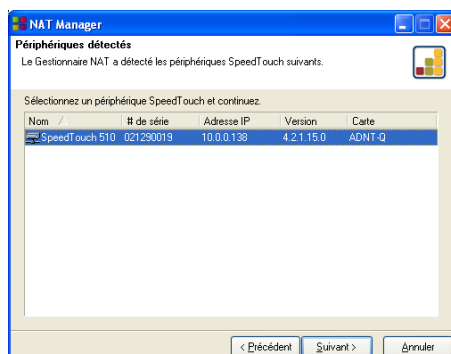 NAT Manager
Périphériques détectés
Le Gestionnaire NAT a détecté les périphériques SpeedTouch suivants.
Sélectionnez un périphérique SpeedTouch et continuez.
Nom # de série Adresse IP Version Carte
SpeedTouch 510 021290019 10.0.0.138 4.2.1.15.0 ADNT-Q
< Précédent Suivant > Annuler